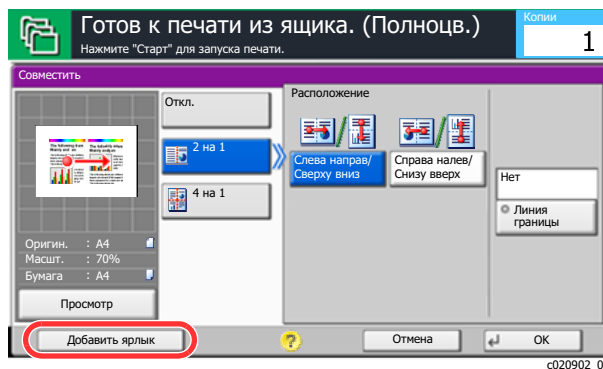 Готов к печати из ящика. (Полноцв.)
Нажмите "Старт" для запуска печати.
Копии
1
Совместить
Оригин. : A4
Масшт. : 70%
Бумага : A4
Просмотр
Откл.
2 на 1
4 на 1
Расположение
Слева направ/
Сверху вниз
Справа налев/
Снизу вверх
Нет
Линия
границы
Добавить ярлык
?
Отмена
OK